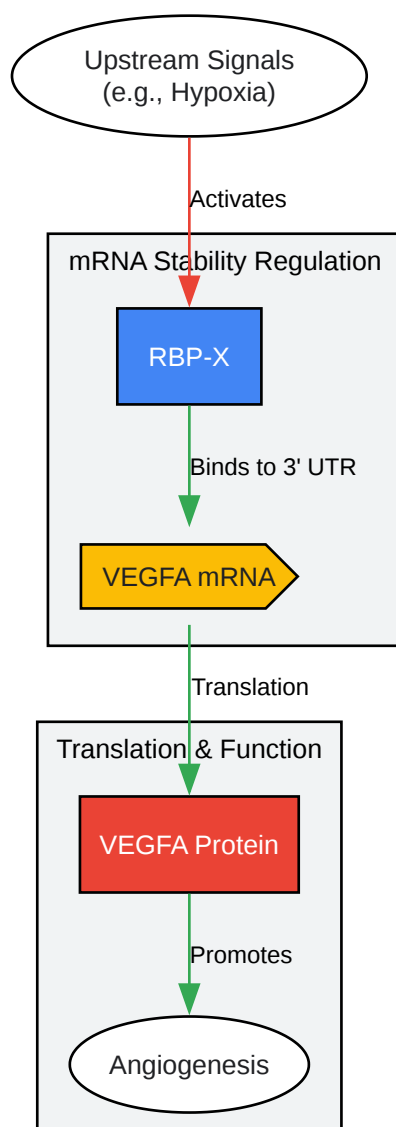 Upstream Signals
(e.g., Hypoxia)
Activates
mRNA Stability Regulation
RBP-X
Binds to 3' UTR
VEGFA mRNA
Translation
Translation & Function
VEGFA Protein
Promotes
Angiogenesis